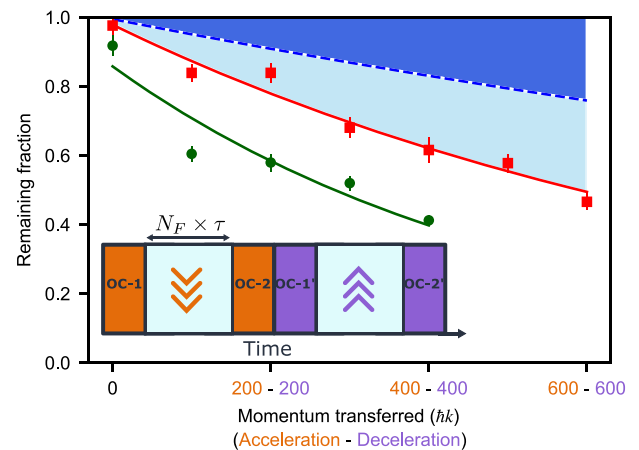 Remaining fraction
1.0
0.8
0.6
0.4
0.2
0.0
N_F × τ
OC-1
OC-2
OC-1'
OC-2'
Time
0
200 - 200
400 - 400
600 - 600
Momentum transferred (ħk)
(Acceleration - Deceleration)